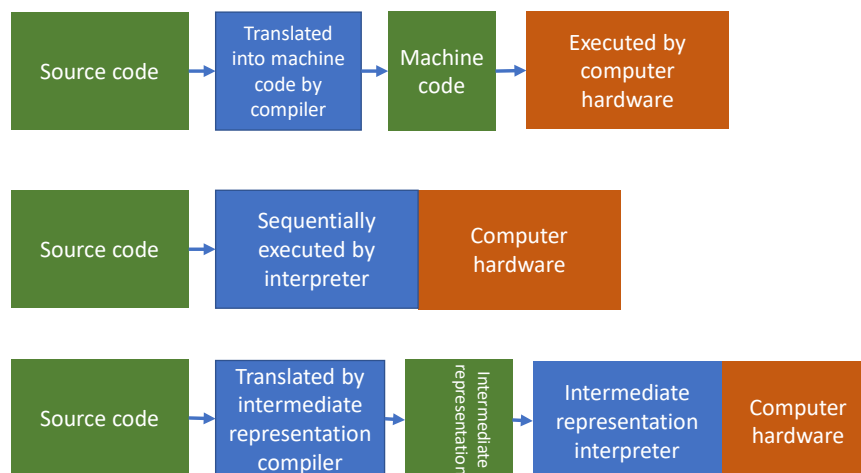 Source code
Translated
into machine
code by
compiler
Machine
code
Executed by
computer
hardware
Source code
Sequentially
executed by
interpreter
Computer
hardware
Source code
Translated by
intermediate
representation
compiler
Intermediate
representation
Intermediate
representation
interpreter
Computer
hardware